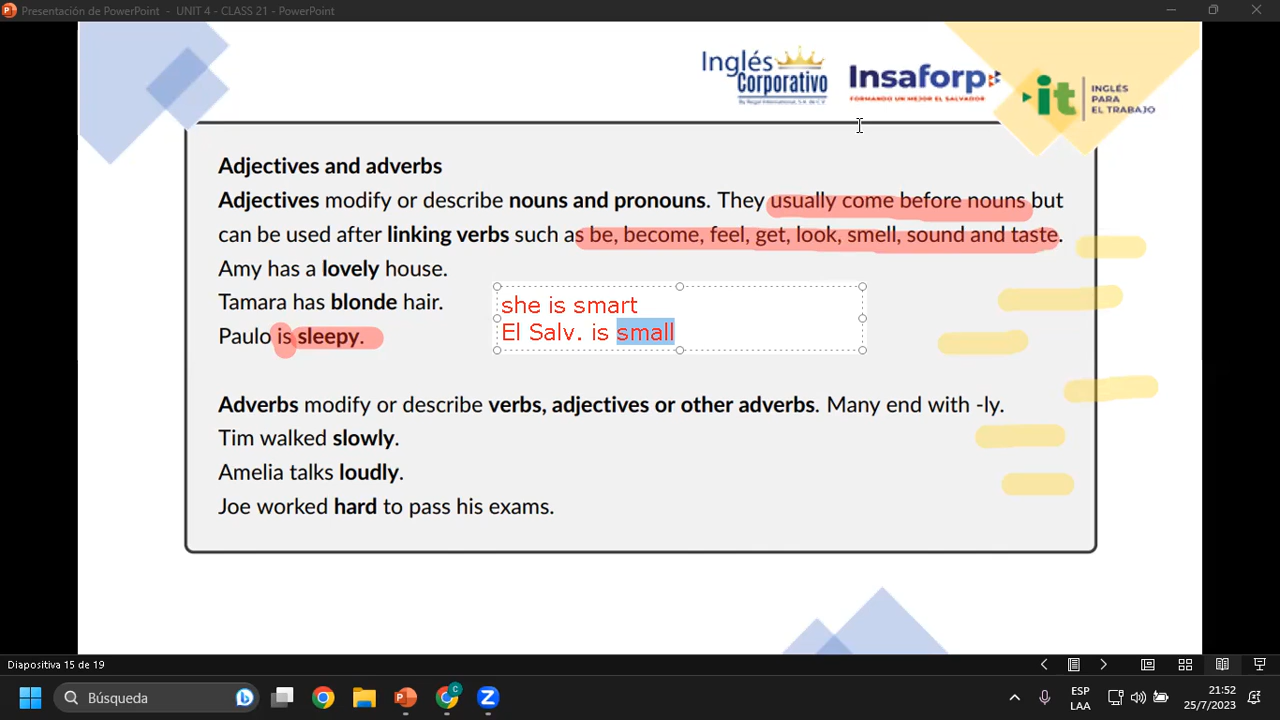 Presentación de PowerPoint - UNIT 4 - CLASS 21 - PowerPoint
Inglés
Corporativo
By Regal International, S.A. de C.V.
Insaforp
FORMANDO UN MEJOR EL SALVADOR
it
INGLÉS
PARA
EL TRABAJO
Adjectives and adverbs
Adjectives modify or describe nouns and pronouns. They usually come before nouns but
can be used after linking verbs such as be, become, feel, get, look, smell, sound and taste.
Amy has a lovely house.
Tamara has blonde hair.
she is smart
El Salv. is small
Paulo is sleepy.
Adverbs modify or describe verbs, adjectives or other adverbs. Many end with -ly.
Tim walked slowly.
Amelia talks loudly.
Joe worked hard to pass his exams.
Diapositiva 15 de 19
Búsqueda
ESP
LAA
21:52
25/7/2023